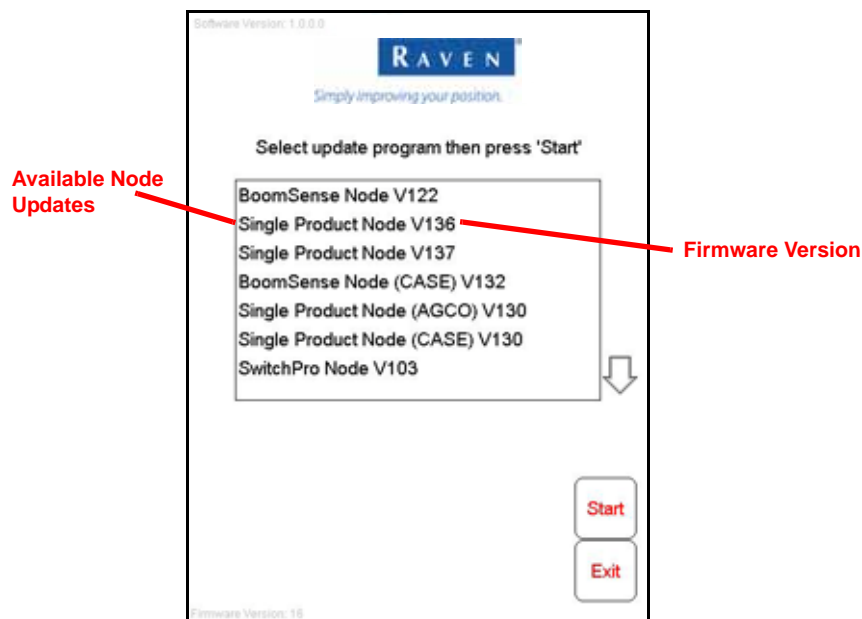 Software Version: 1.0.0.0
RAVEN
Simply improving your position.
Select update program then press 'Start'
Available Node
Updates
BoomSense Node V122
Single Product Node V136
Single Product Node V137
BoomSense Node (CASE) V132
Single Product Node (AGCO) V130
Single Product Node (CASE) V130
SwitchPro Node V103
Firmware Version
Start
Exit
Firmware Version: 16